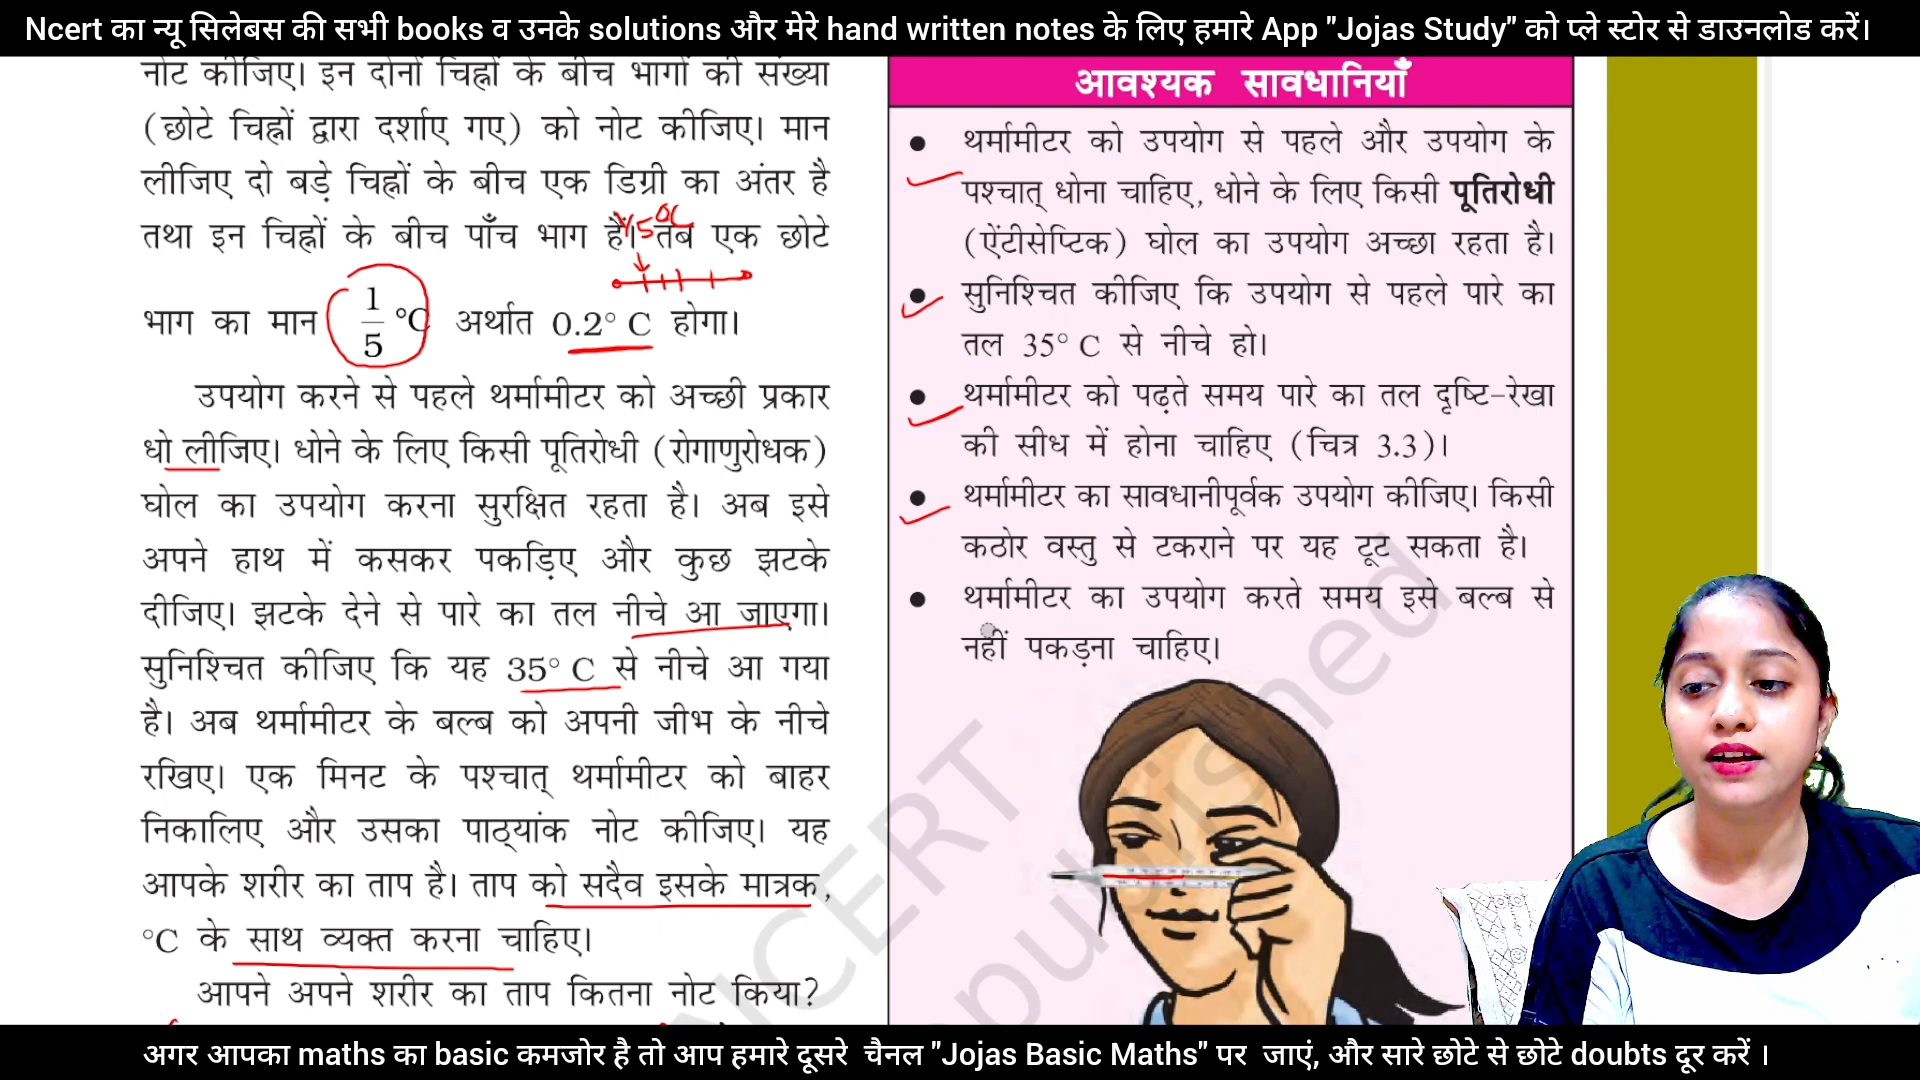 Ncert का न्यू सिलेबस की सभी books व उनके solutions और मेरे hand written notes के लिए हमारे App "Jojas Study" को प्ले स्टोर से डाउनलोड करें।
नोट कीजिए। इन दोनों चिह्नों के बीच भागों की संख्या
(छोटे चिह्नों द्वारा दर्शाए गए) को नोट कीजिए। मान
लीजिए दो बड़े चिह्नों के बीच एक डिग्री का अंतर है
तथा इन चिह्नों के बीच पाँच भाग हैं। तब एक छोटे
भाग का मान 1/5 °C अर्थात 0.2° C होगा।
उपयोग करने से पहले थर्मामीटर को अच्छी प्रकार
धो लीजिए। धोने के लिए किसी पूतिरोधी (रोगाणुरोधक)
घोल का उपयोग करना सुरक्षित रहता है। अब इसे
अपने हाथ में कसकर पकड़िए और कुछ झटके
दीजिए। झटके देने से पारे का तल नीचे आ जाएगा।
सुनिश्चित कीजिए कि यह 35° C से नीचे आ गया
है। अब थर्मामीटर के बल्ब को अपनी जीभ के नीचे
रखिए। एक मिनट के पश्चात् थर्मामीटर को बाहर
निकालिए और उसका पाठ्यांक नोट कीजिए। यह
आपके शरीर का ताप है। ताप को सदैव इसके मात्रक,
°C के साथ व्यक्त करना चाहिए।
आपने अपने शरीर का ताप कितना नोट किया?
आवश्यक सावधानियाँ
• थर्मामीटर को उपयोग से पहले और उपयोग के
पश्चात् धोना चाहिए, धोने के लिए किसी पूतिरोधी
(ऐंटीसेप्टिक) घोल का उपयोग अच्छा रहता है।
• सुनिश्चित कीजिए कि उपयोग से पहले पारे का
तल 35° C से नीचे हो।
• थर्मामीटर को पढ़ते समय पारे का तल दृष्टि-रेखा
की सीध में होना चाहिए (चित्र 3.3)।
• थर्मामीटर का सावधानीपूर्वक उपयोग कीजिए। किसी
कठोर वस्तु से टकराने पर यह टूट सकता है।
• थर्मामीटर का उपयोग करते समय इसे बल्ब से
नहीं पकड़ना चाहिए।
NCERT
published
अगर आपका maths का basic कमजोर है तो आप हमारे दूसरे चैनल "Jojas Basic Maths" पर जाएं, और सारे छोटे से छोटे doubts दूर करें ।